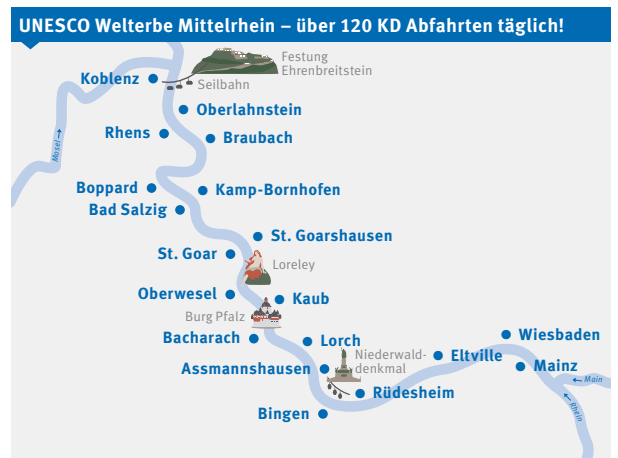 UNESCO Welterbe Mittelrhein – über 120 KD Abfahrten täglich!
Festung
Ehrenbreitstein
Koblenz
Seilbahn
Oberlahnstein
Rhens
Braubach
Mosel →
Boppard
Kamp-Bornhofen
Bad Salzig
St. Goarshausen
St. Goar
Loreley
Oberwesel
Kaub
Burg Pfalz
Bacharach
Lorch
Wiesbaden
Niederwald-
denkmal
Eltville
Assmannshausen
Mainz
← Main
Rüdesheim
← Rhein
Bingen